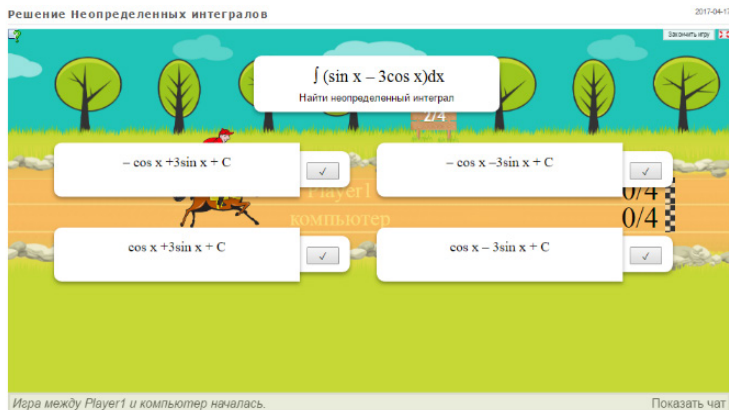 Решение Неопределенных интегралов
2017-04-17
Закончить игру
∫ (sin x – 3cos x)dx
Найти неопределенный интеграл
2/4
– cos x +3sin x + C
✓
– cos x –3sin x + C
✓
Player1
0/4
компьютер
0/4
cos x +3sin x + C
✓
cos x – 3sin x + C
✓
Игра между Player1 и компьютер началась.
Показать чат